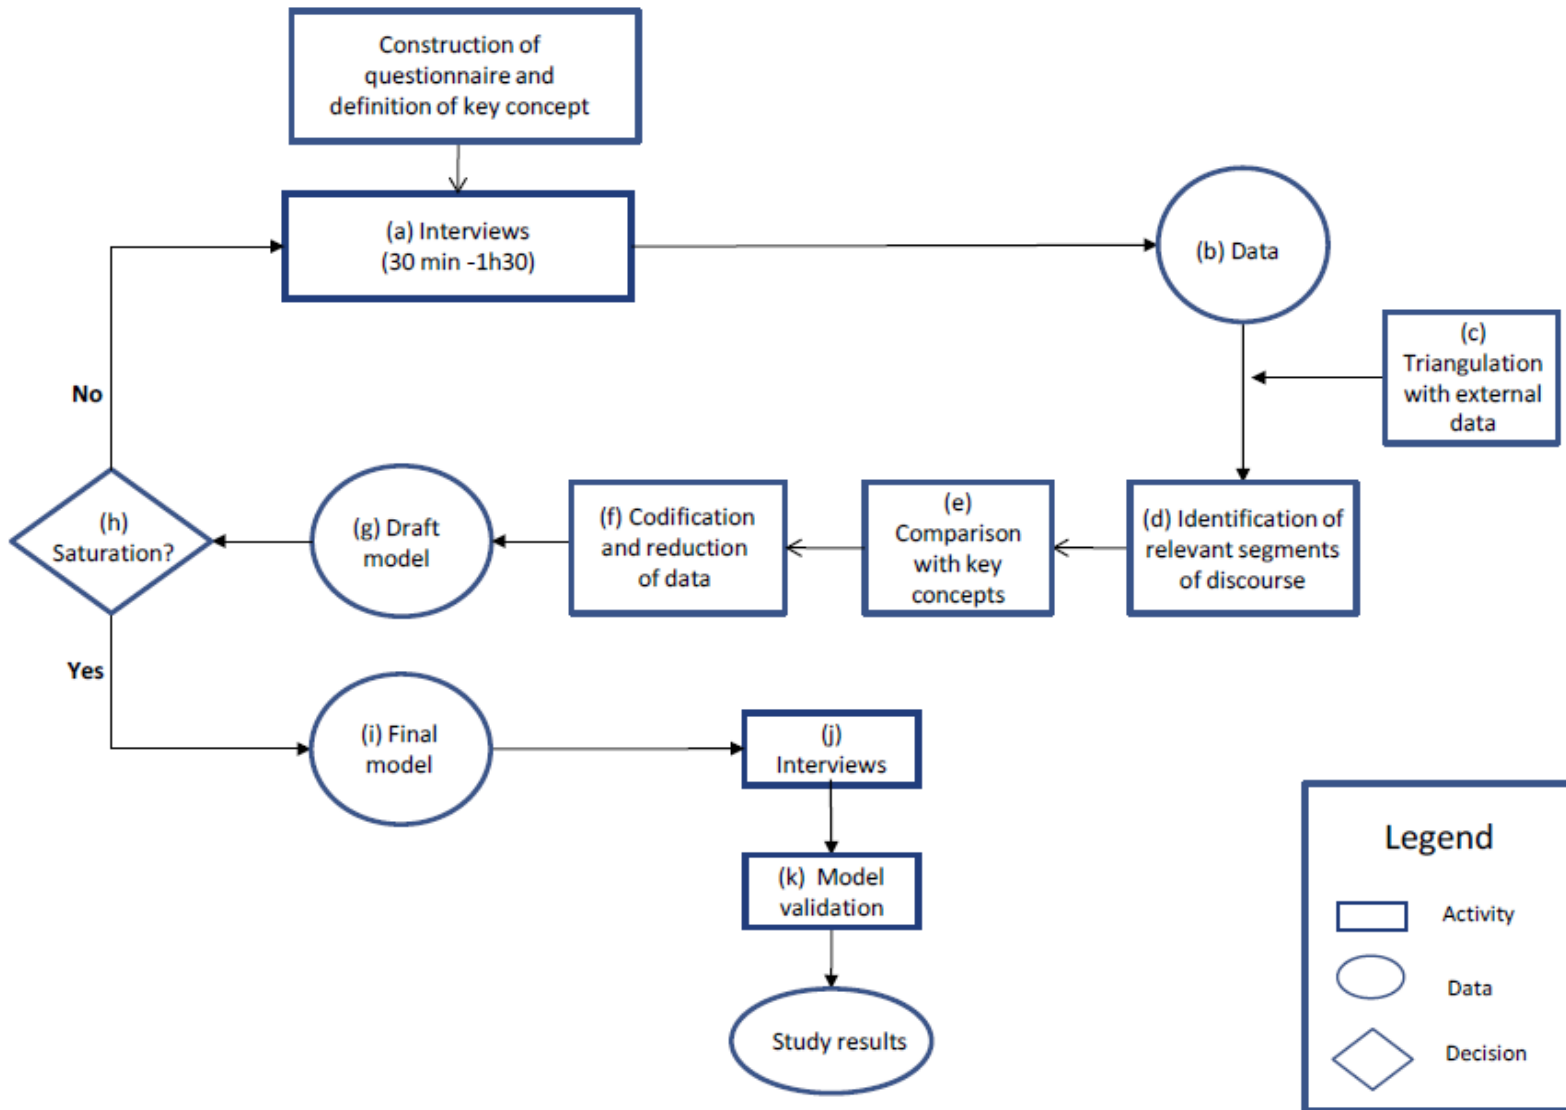 Construction of
questionnaire and
definition of key concept
(a) Interviews
(30 min -1h30)
(b) Data
(c)
Triangulation
with external
data
No
(h)
Saturation?
(g) Draft
model
(f) Codification
and reduction
of data
(e)
Comparison
with key
concepts
(d) Identification of
relevant segments
of discourse
Yes
(i) Final
model
(j)
Interviews
(k)  Model
validation
Study results
Legend
Activity
Data
Decision